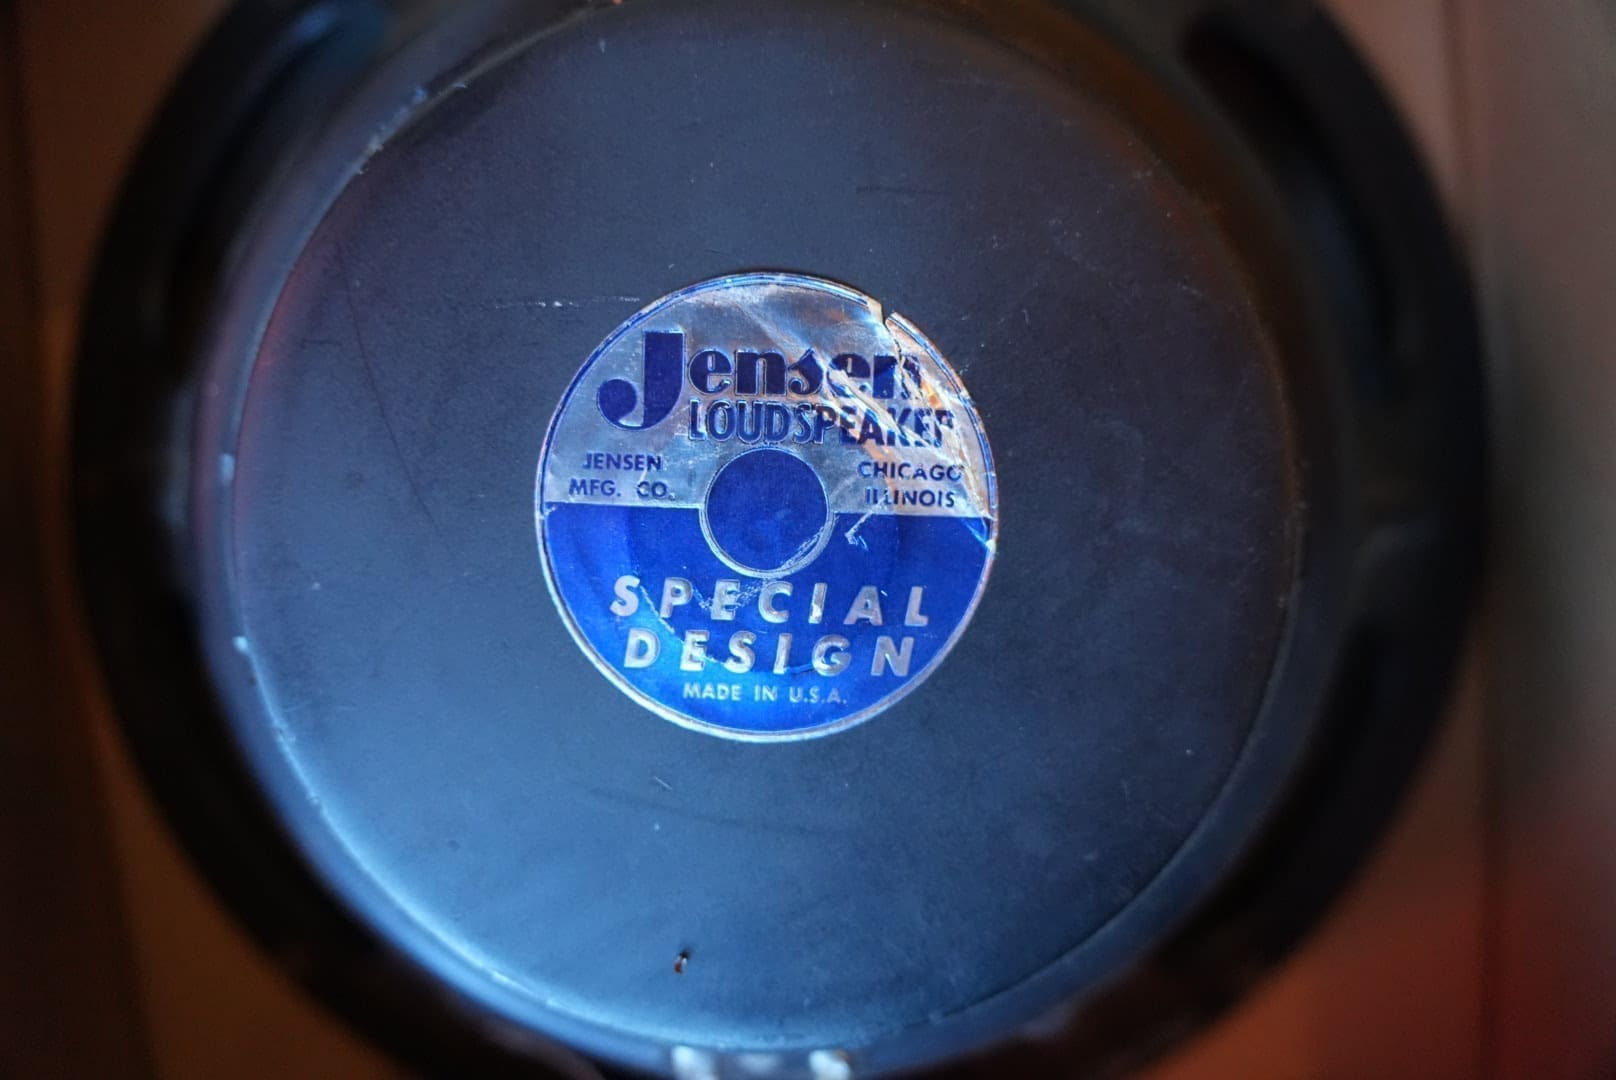 Jensen
LOUDSPEAKER
JENSEN
MFG. CO.
CHICAGO
ILLINOIS
SPECIAL
DESIGN
MADE IN U.S.A.